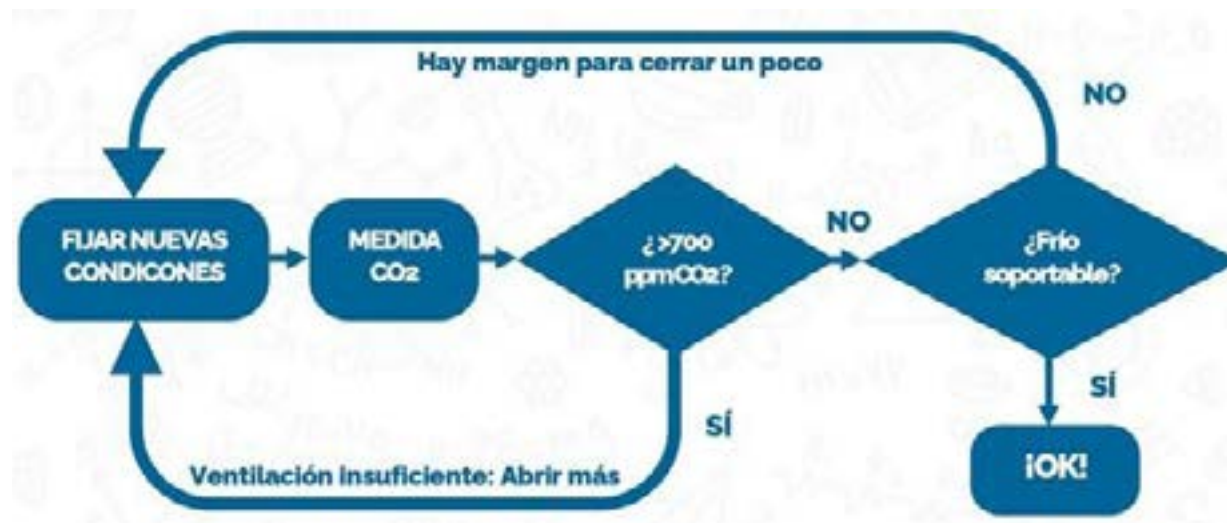 Hay margen para cerrar un poco
NO
FIJAR NUEVAS
CONDICONES
MEDIDA
CO2
¿>700
ppmCO2?
NO
¿Frío
soportable?
SÍ
SÍ
Ventilación insuficiente: Abrir más
¡OK!